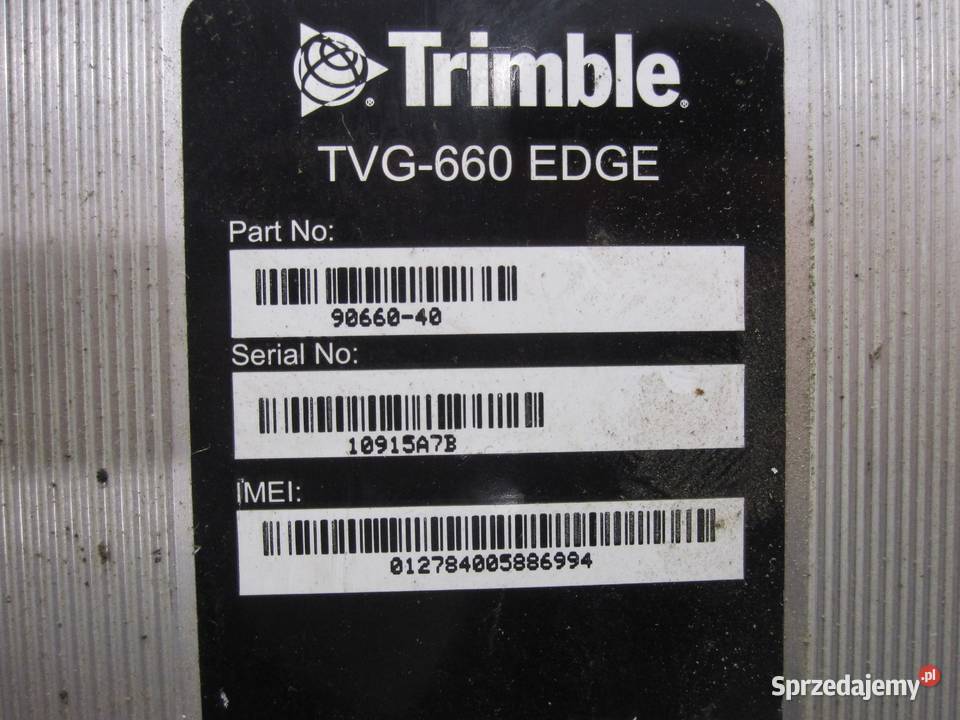 Trimble®
TVG-660 EDGE
Part No:
90660-40
Serial No:
10915A7B
IMEI:
012784005886994
Sprzedajemy.pl